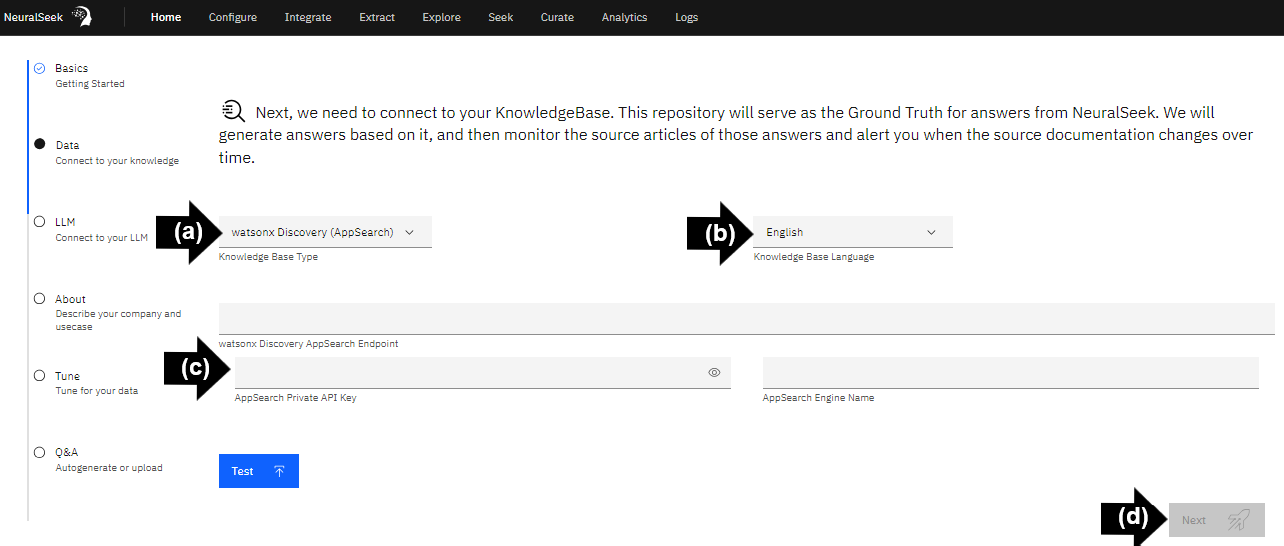 NeuralSeek Home Configure Integrate Extract Explore Seek Curate Analytics Logs
Basics
Getting Started
Data
Connect to your knowledge
LLM
Connect to your LLM
About
Describe your company and
usecase
Tune
Tune for your data
Q&A
Autogenerate or upload
Next, we need to connect to your KnowledgeBase. This repository will serve as the Ground Truth for answers from NeuralSeek. We will
generate answers based on it, and then monitor the source articles of those answers and alert you when the source documentation changes over
time.
(a) watsonx Discovery (AppSearch)
Knowledge Base Type
(b) English
Knowledge Base Language
watsonx Discovery AppSearch Endpoint
(c)
AppSearch Private API Key
AppSearch Engine Name
Test
(d) Next